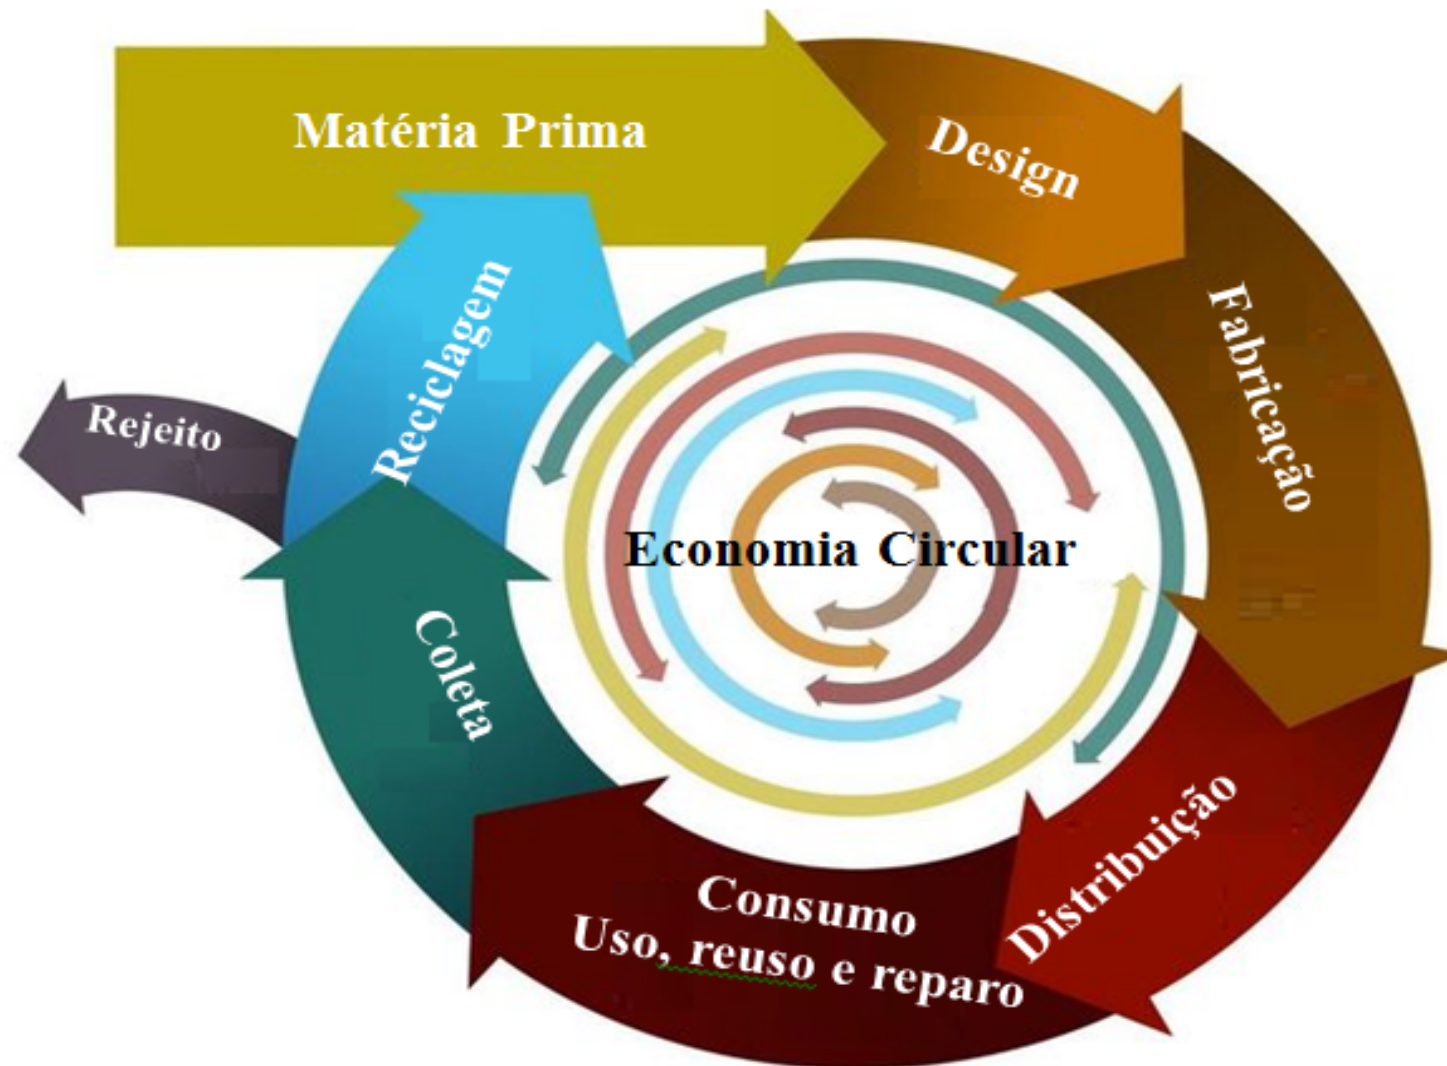 Matéria Prima
Design
Fabricação
Distribuição
Consumo
Uso, reuso e reparo
Coleta
Reciclagem
Rejeito
Economia Circular